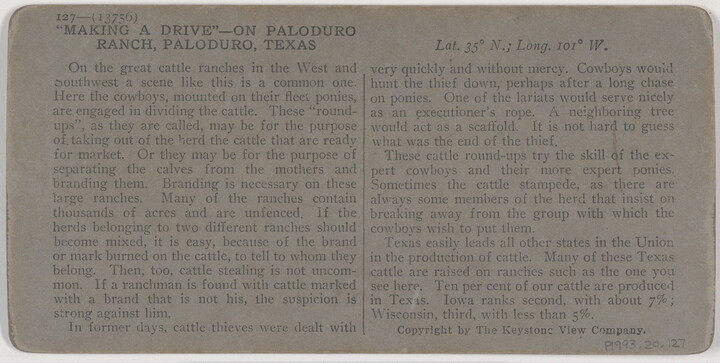 127—(13756)
"MAKING A DRIVE"—ON PALODURO
RANCH, PALODURO, TEXAS
Lat. 35° N.; Long. 101° W.
On the great cattle ranches in the West and
Southwest a scene like this is a common one.
Here the cowboys, mounted on their fleet ponies,
are engaged in dividing the cattle. These "round-
ups", as they are called, may be for the purpose
of taking out of the herd the cattle that are ready
for market. Or they may be for the purpose of
separating the calves from the mothers and
branding them. Branding is necessary on these
large ranches. Many of the ranches contain
thousands of acres and are unfenced. If the
herds belonging to two different ranches should
become mixed, it is easy, because of the brand
or mark burned on the cattle, to tell to whom they
belong. Then, too, cattle stealing is not uncom-
mon. If a ranchman is found with cattle marked
with a brand that is not his, the suspicion is
strong against him.
In former days, cattle thieves were dealt with
very quickly and without mercy. Cowboys would
hunt the thief down, perhaps after a long chase
on ponies. One of the lariats would serve nicely
as an executioner's rope. A neighboring tree
would act as a scaffold. It is not hard to guess
what was the end of the thief.
These cattle round-ups try the skill of the ex-
pert cowboys and their more expert ponies.
Sometimes the cattle stampede, as there are
always some members of the herd that insist on
breaking away from the group with which the
cowboys wish to put them.
Texas easily leads all other states in the Union
in the production of cattle. Many of these Texas
cattle are raised on ranches such as the one you
see here. Ten per cent of our cattle are produced
in Texas. Iowa ranks second, with about 7%;
Wisconsin, third, with less than 5%.
Copyright by The Keystone View Company.
P1993.20.27